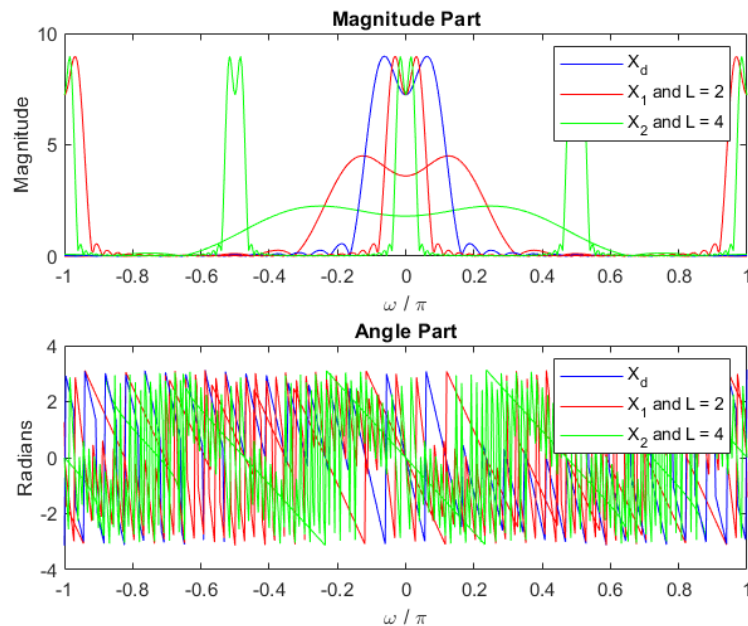 Magnitude Part
10
5
0
Magnitude
X_d
X_1 and L = 2
X_2 and L = 4
-1 -0.8 -0.6 -0.4 -0.2 0 0.2 0.4 0.6 0.8 1
ω / π
Angle Part
4
2
0
-2
-4
Radians
X_d
X_1 and L = 2
X_2 and L = 4
-1 -0.8 -0.6 -0.4 -0.2 0 0.2 0.4 0.6 0.8 1
ω / π